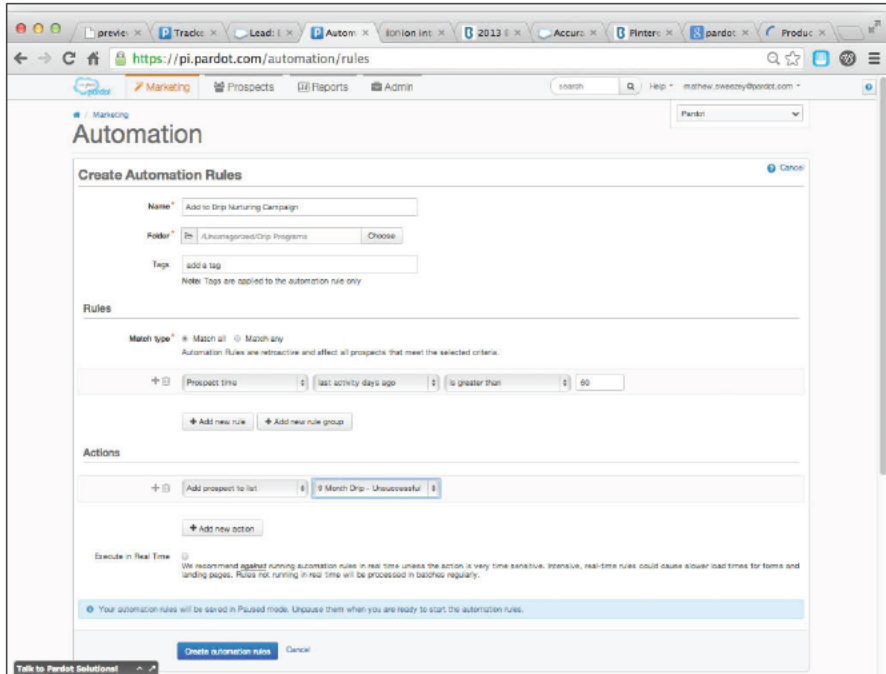 previe Tracke Lead: Autom 2013 Accura Pinter pardot Produc
https://pi.pardot.com/automation/rules
pardot Marketing Prospects Reports Admin search Help mathew.sweezey@pardot.com
/ Marketing Pardot
Automation
Create Automation Rules Cancel
Name* Add to Drip Nurturing Campaign
Folder* /Uncategorized/Drip Programs Choose
Tags add a tag
Note: Tags are applied to the automation rule only
Rules
Match type* Match all Match any
Automation Rules are retroactive and affect all prospects that meet the selected criteria.
Prospect time last activity days ago is greater than 60
+ Add new rule + Add new rule group
Actions
Add prospect to list Month Drip - Unsuccessful
+ Add new action
Execute in Real Time
We recommend against running automation rules in real time unless the action is very time sensitive. Intensive, real-time rules could cause slower load times for forms and
landing pages. Rules not running in real time will be processed in batches regularly.
Your automation rules will be saved in Paused mode. Unpause them when you are ready to start the automation rules.
Create automation rules Cancel
Talk to Pardot Solutions!